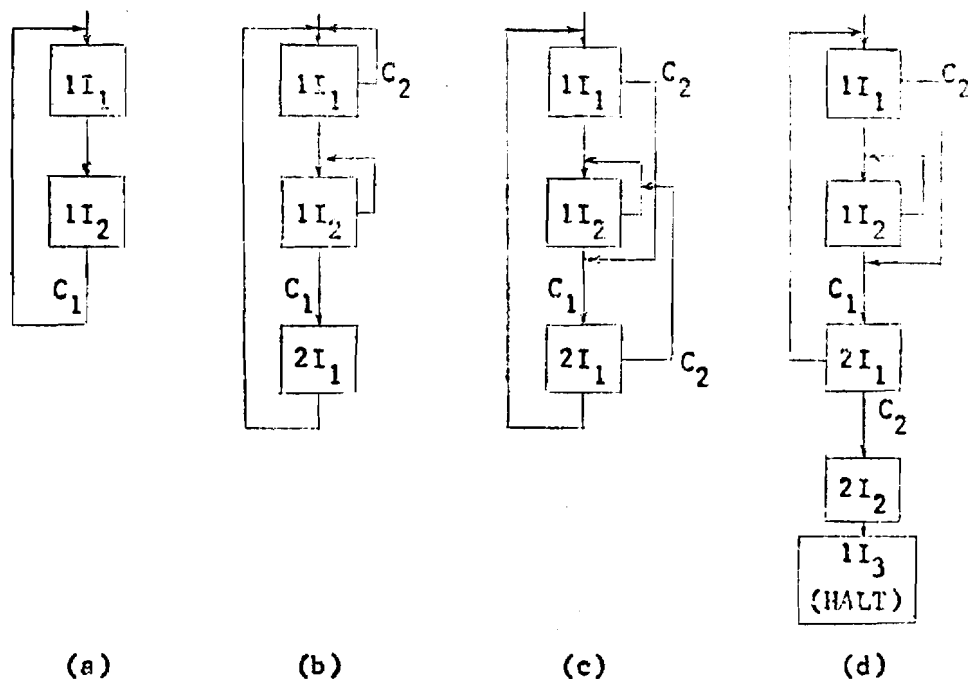 1I₁
1I₂
C₁
(a)
1I₁
C₂
1I₂
C₁
2I₁
(b)
1I₁
C₂
1I₂
C₁
2I₁
C₂
(c)
1I₁
C₂
1I₂
C₁
2I₁
C₂
2I₂
1I₃
(HALT)
(d)